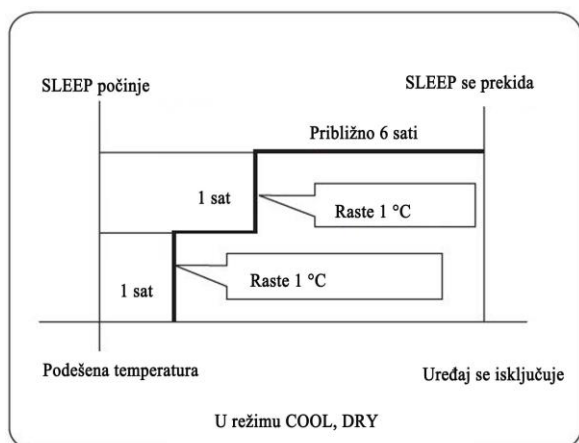 SLEEP počinje
SLEEP se prekida
Približno 6 sati
1 sat
Raste 1 °C
1 sat
Raste 1 °C
Podešena temperatura
Uređaj se isključuje
U režimu COOL, DRY